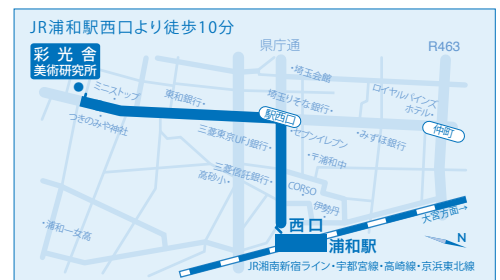 JR浦和駅西口より徒歩10分
県庁通
R463
彩光舎
美術研究所
・埼玉会館
ミニストップ
東和銀行・
埼玉りそな銀行・
ロイヤルパインズ
ホテル・
駅西口
仲町
つきのみや神社
三菱東京UFJ銀行・
・セブンイレブン
・みずほ銀行
・〒浦和中
三菱信託銀行・
高砂小・
CORSO
伊勢丹
・浦和一女高
西口
大宮方面→
浦和駅
N
JR湘南新宿ライン・宇都宮線・高崎線・京浜東北線